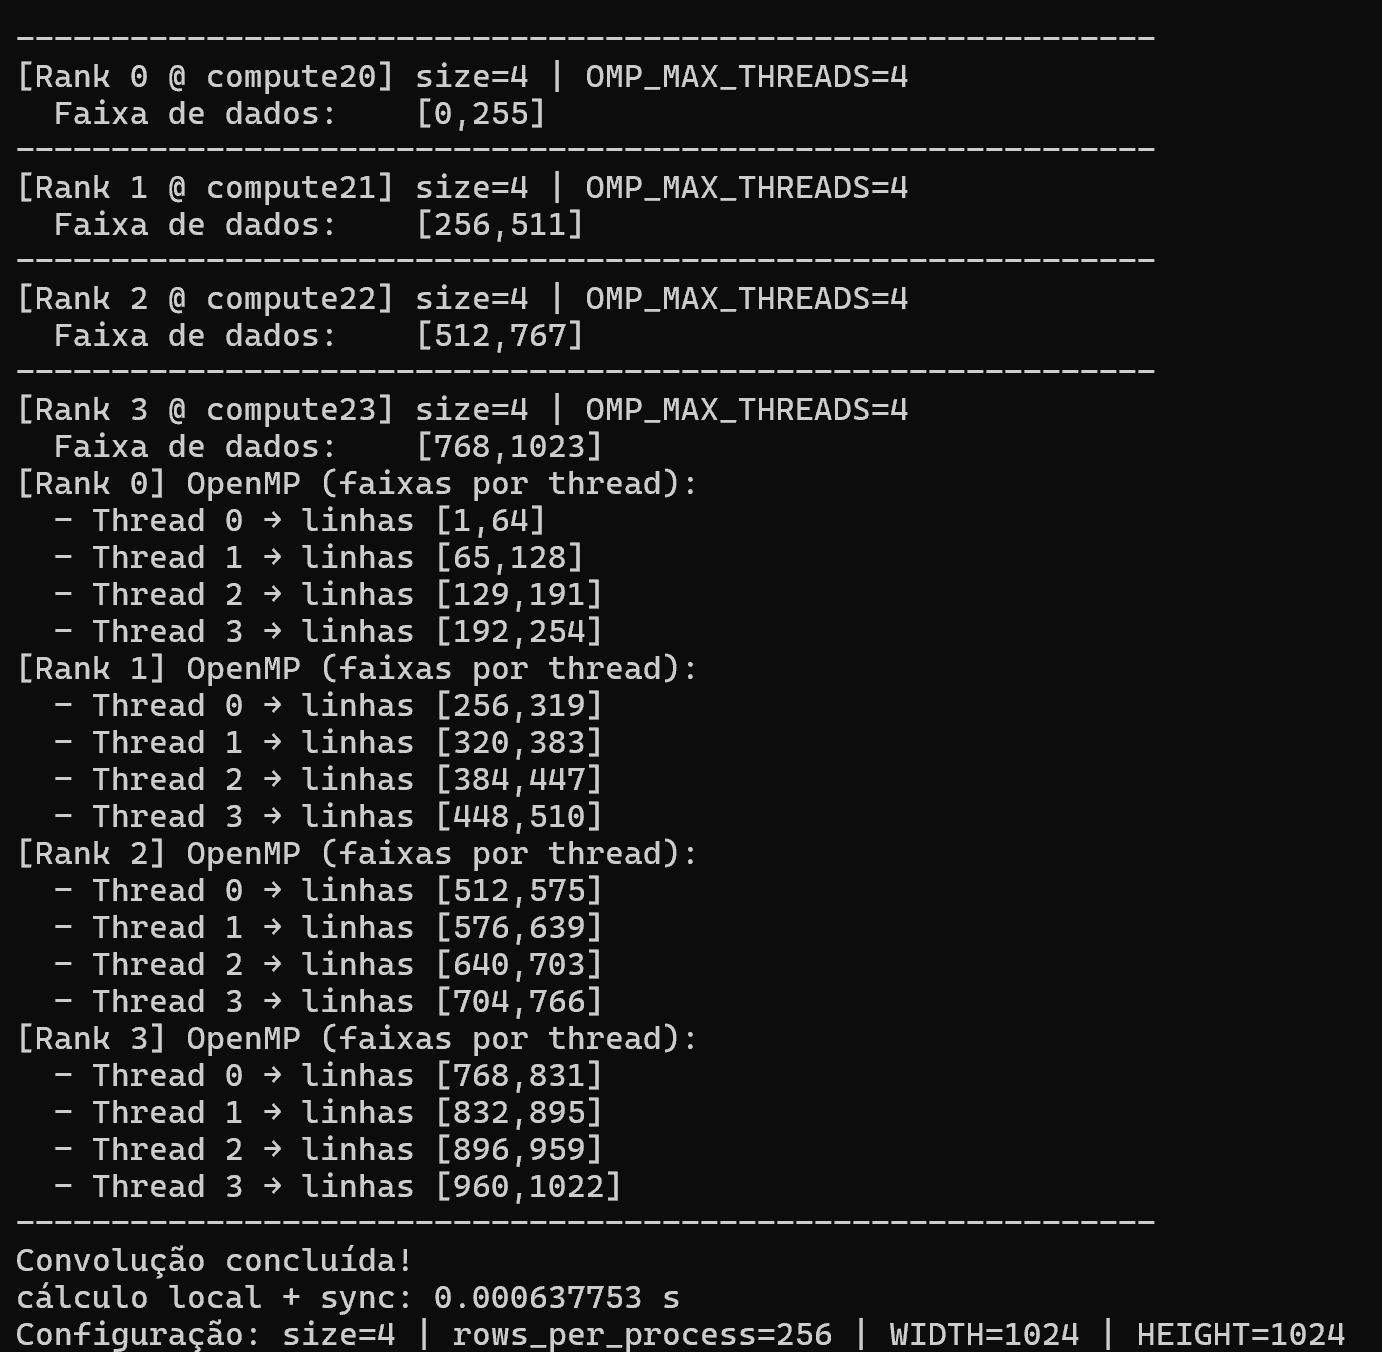 ------------------------------------------------------------
[Rank 0 @ compute20] size=4 | OMP_MAX_THREADS=4
  Faixa de dados:    [0,255]
------------------------------------------------------------
[Rank 1 @ compute21] size=4 | OMP_MAX_THREADS=4
  Faixa de dados:    [256,511]
------------------------------------------------------------
[Rank 2 @ compute22] size=4 | OMP_MAX_THREADS=4
  Faixa de dados:    [512,767]
------------------------------------------------------------
[Rank 3 @ compute23] size=4 | OMP_MAX_THREADS=4
  Faixa de dados:    [768,1023]
[Rank 0] OpenMP (faixas por thread):
  - Thread 0 → linhas [1,64]
  - Thread 1 → linhas [65,128]
  - Thread 2 → linhas [129,191]
  - Thread 3 → linhas [192,254]
[Rank 1] OpenMP (faixas por thread):
  - Thread 0 → linhas [256,319]
  - Thread 1 → linhas [320,383]
  - Thread 2 → linhas [384,447]
  - Thread 3 → linhas [448,510]
[Rank 2] OpenMP (faixas por thread):
  - Thread 0 → linhas [512,575]
  - Thread 1 → linhas [576,639]
  - Thread 2 → linhas [640,703]
  - Thread 3 → linhas [704,766]
[Rank 3] OpenMP (faixas por thread):
  - Thread 0 → linhas [768,831]
  - Thread 1 → linhas [832,895]
  - Thread 2 → linhas [896,959]
  - Thread 3 → linhas [960,1022]
------------------------------------------------------------
Convolução concluída!
cálculo local + sync: 0.000637753 s
Configuração: size=4 | rows_per_process=256 | WIDTH=1024 | HEIGHT=1024